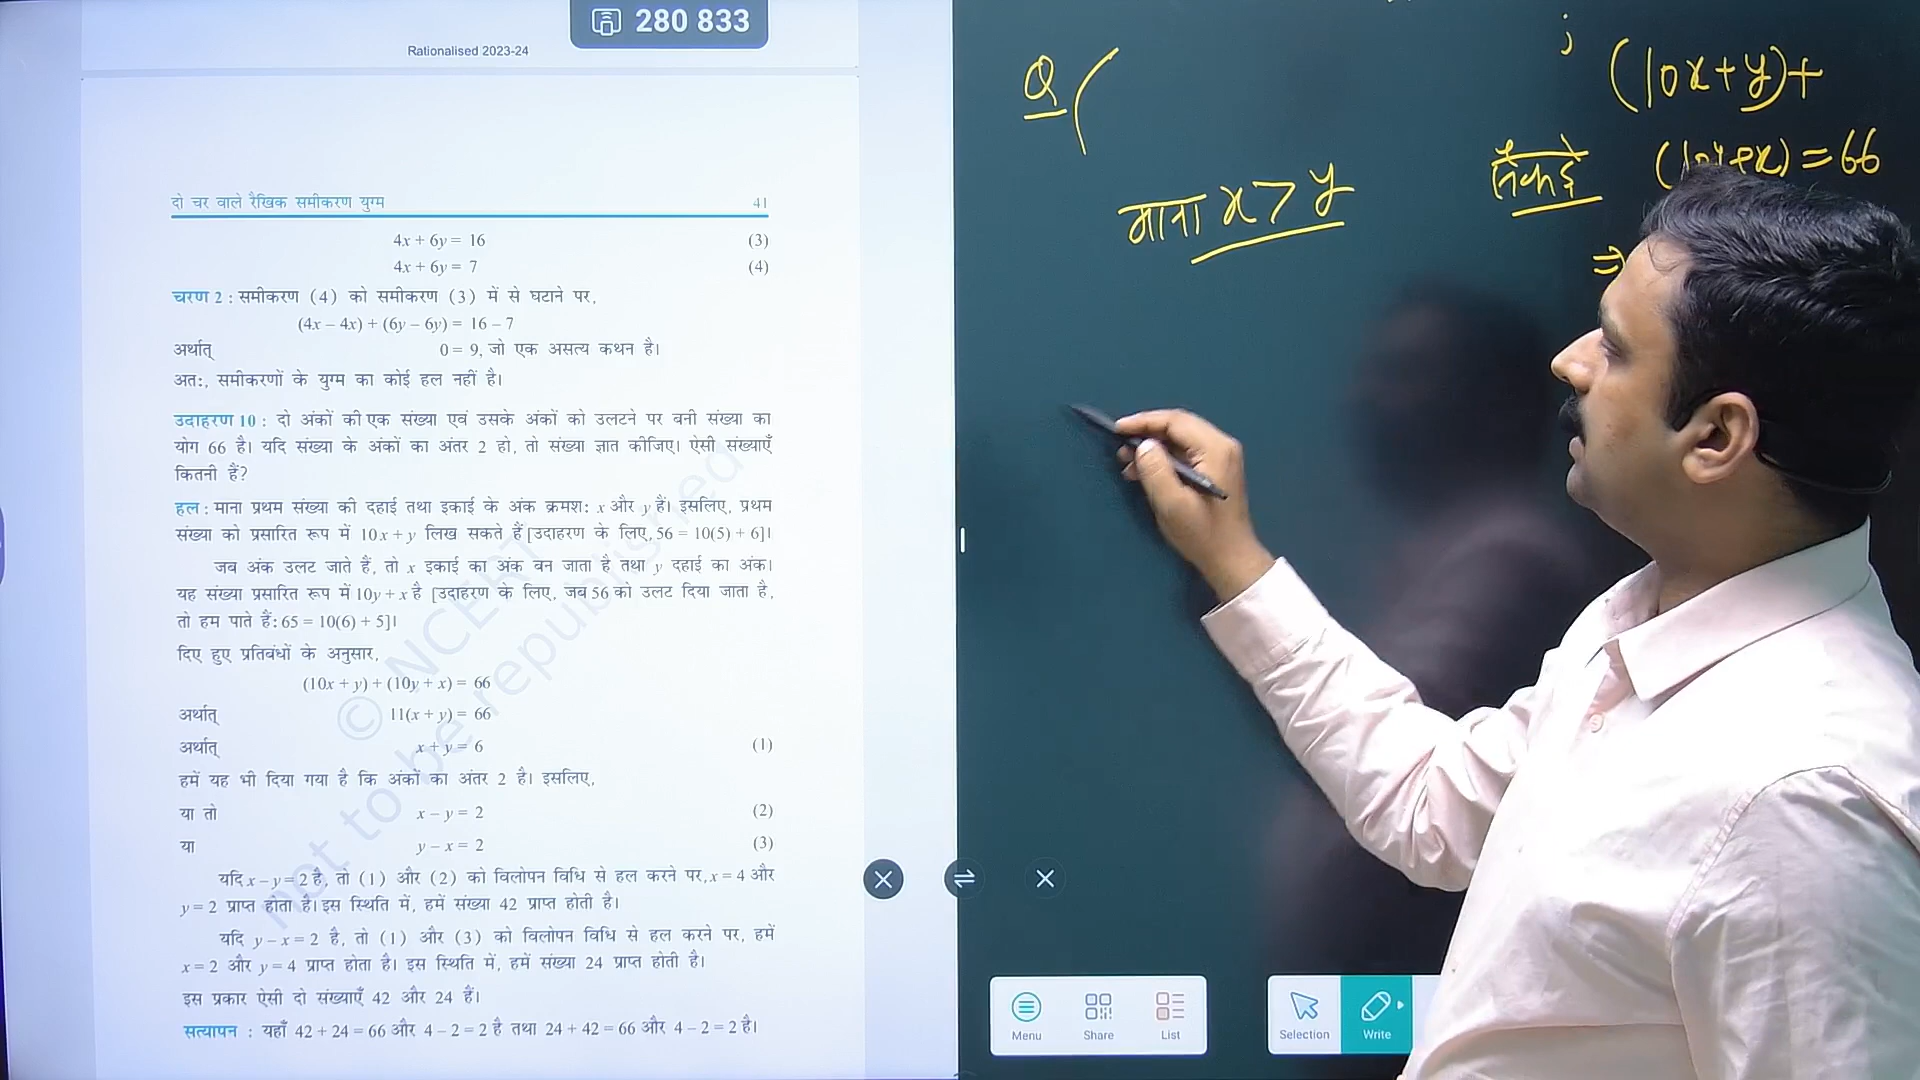 280 833
Rationalised 2023-24
दो चर वाले रैखिक समीकरण युग्म 41
4x + 6y = 16 (3)
4x + 6y = 7 (4)
चरण 2 : समीकरण (4) को समीकरण (3) में से घटाने पर,
(4x – 4x) + (6y – 6y) = 16 – 7
अर्थात् 0 = 9, जो एक असत्य कथन है।
अतः, समीकरणों के युग्म का कोई हल नहीं है।
उदाहरण 10 : दो अंकों की एक संख्या एवं उसके अंकों को उलटने पर बनी संख्या का
योग 66 है। यदि संख्या के अंकों का अंतर 2 हो, तो संख्या ज्ञात कीजिए। ऐसी संख्याएँ
कितनी हैं?
हल : माना प्रथम संख्या की दहाई तथा इकाई के अंक क्रमशः x और y हैं। इसलिए, प्रथम
संख्या को प्रसारित रूप में 10x + y लिख सकते हैं [उदाहरण के लिए, 56 = 10(5) + 6]।
जब अंक उलट जाते हैं, तो x इकाई का अंक बन जाता है तथा y दहाई का अंक।
यह संख्या प्रसारित रूप में 10y + x है [उदाहरण के लिए, जब 56 को उलट दिया जाता है,
तो हम पाते हैं: 65 = 10(6) + 5]।
दिए हुए प्रतिबंधों के अनुसार,
(10x + y) + (10y + x) = 66
अर्थात् 11(x + y) = 66
अर्थात् x + y = 6 (1)
हमें यह भी दिया गया है कि अंकों का अंतर 2 है। इसलिए,
या तो x – y = 2 (2)
या y – x = 2 (3)
यदि x – y = 2 है, तो (1) और (2) को विलोपन विधि से हल करने पर, x = 4 और
y = 2 प्राप्त होता है। इस स्थिति में, हमें संख्या 42 प्राप्त होती है।
यदि y – x = 2 है, तो (1) और (3) को विलोपन विधि से हल करने पर, हमें
x = 2 और y = 4 प्राप्त होता है। इस स्थिति में, हमें संख्या 24 प्राप्त होती है।
इस प्रकार ऐसी दो संख्याएँ 42 और 24 हैं।
सत्यापन : यहाँ 42 + 24 = 66 और 4 – 2 = 2 है तथा 24 + 42 = 66 और 4 – 2 = 2 है।
© NCERT
not to be republished
Q (
माना x > y
; (10x+y)+
(10y+x) = 66
⇒
Menu Share List Selection Write